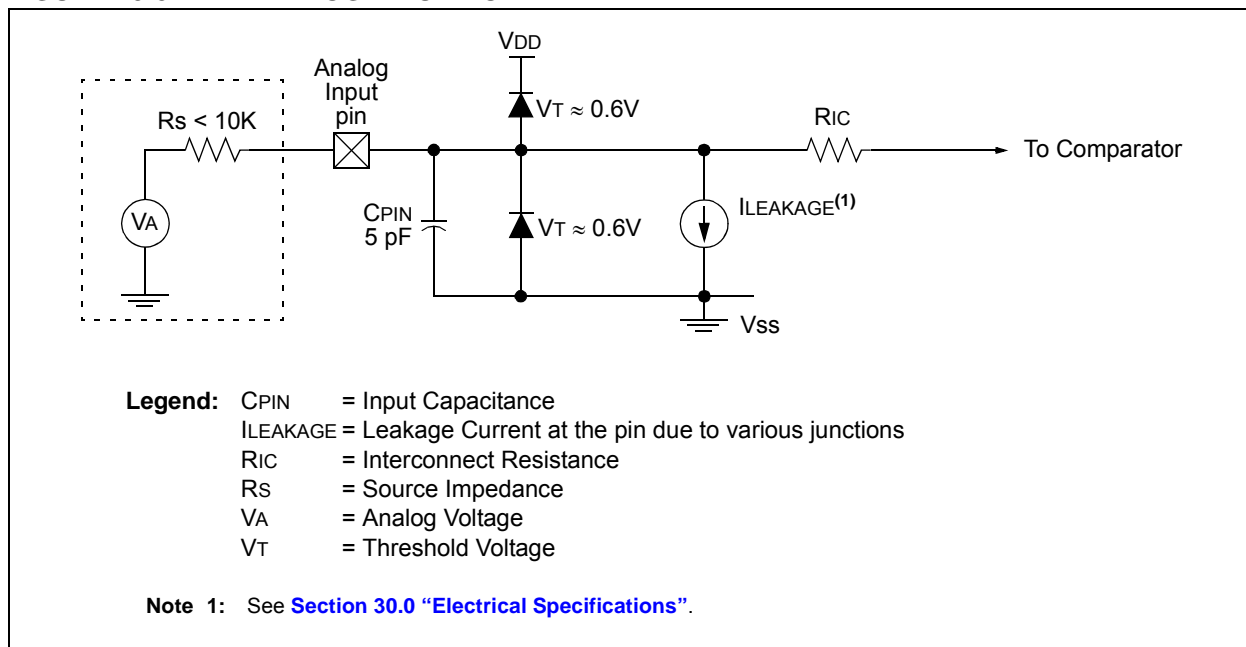 VDD
Analog
Input
pin
VT ≈ 0.6V
Rs < 10K
RIC
To Comparator
VA
CPIN
5 pF
VT ≈ 0.6V
ILEAKAGE(1)
Vss
Legend: CPIN = Input Capacitance
ILEAKAGE = Leakage Current at the pin due to various junctions
RIC = Interconnect Resistance
RS = Source Impedance
VA = Analog Voltage
VT = Threshold Voltage
Note 1: See Section 30.0 “Electrical Specifications”.